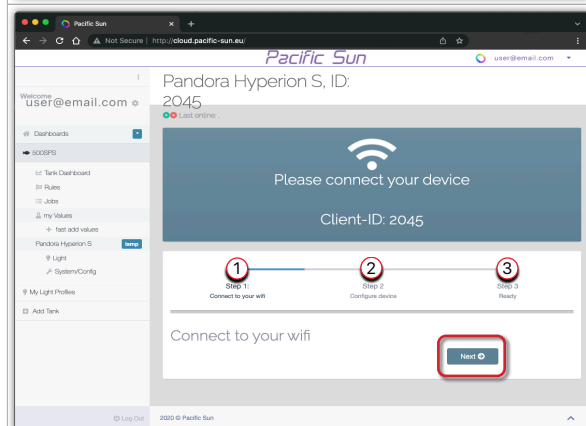 Pacific Sun
Not Secure | http://cloud.pacific-sun.eu/
Pacific Sun
user@email.com
Welcome
user@email.com
Dashboards
500SPS
Tank Dashboard
Rules
Jobs
my Values
fast add values
Pandora Hyperion S
lamp
Light
System/Config
My Light Profiles
Add Tank
Log Out
Pandora Hyperion S, ID:
2045
Last online: .
Please connect your device
Client-ID: 2045
1
2
3
Step 1:
Step 2
Step 3
Connect to your wifi
Configure device
Ready
Connect to your wifi
Next
2020 © Pacific Sun